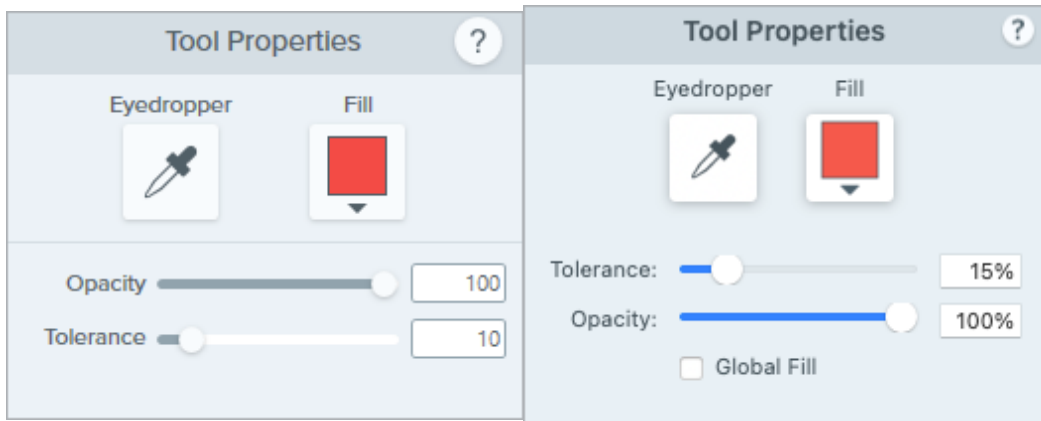 Tool Properties ?
Eyedropper Fill
Opacity 100
Tolerance 10
Tool Properties ?
Eyedropper Fill
Tolerance: 15%
Opacity: 100%
Global Fill